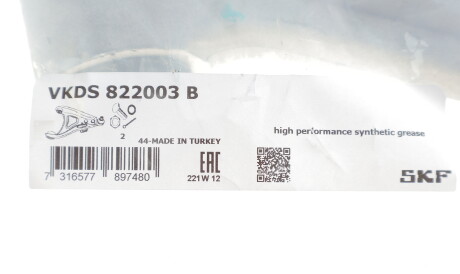 VKDS 822003 B
2
44-MADE IN TURKEY
high performance synthetic grease
EAC
7 316577 897480
221W 12
SKF